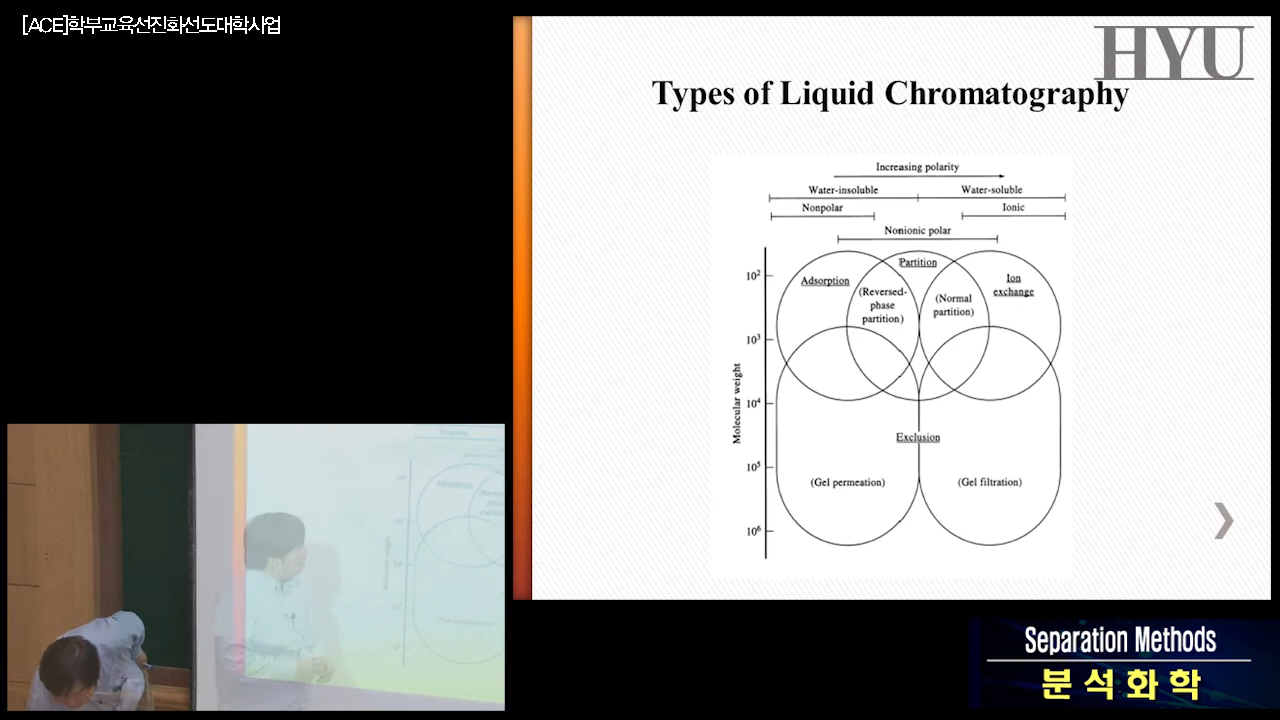 [ACE]학부교육선진화선도대학사업
HYU
Types of Liquid Chromatography
Increasing polarity
Water-insoluble Water-soluble
Nonpolar Ionic
Nonionic polar
Partition
10² Adsorption Ion
exchange
(Reversed-
phase
partition)
(Normal
partition)
10³
Molecular weight
10⁴
Exclusion
10⁵
(Gel permeation) (Gel filtration)
10⁶
Separation Methods
분석화학